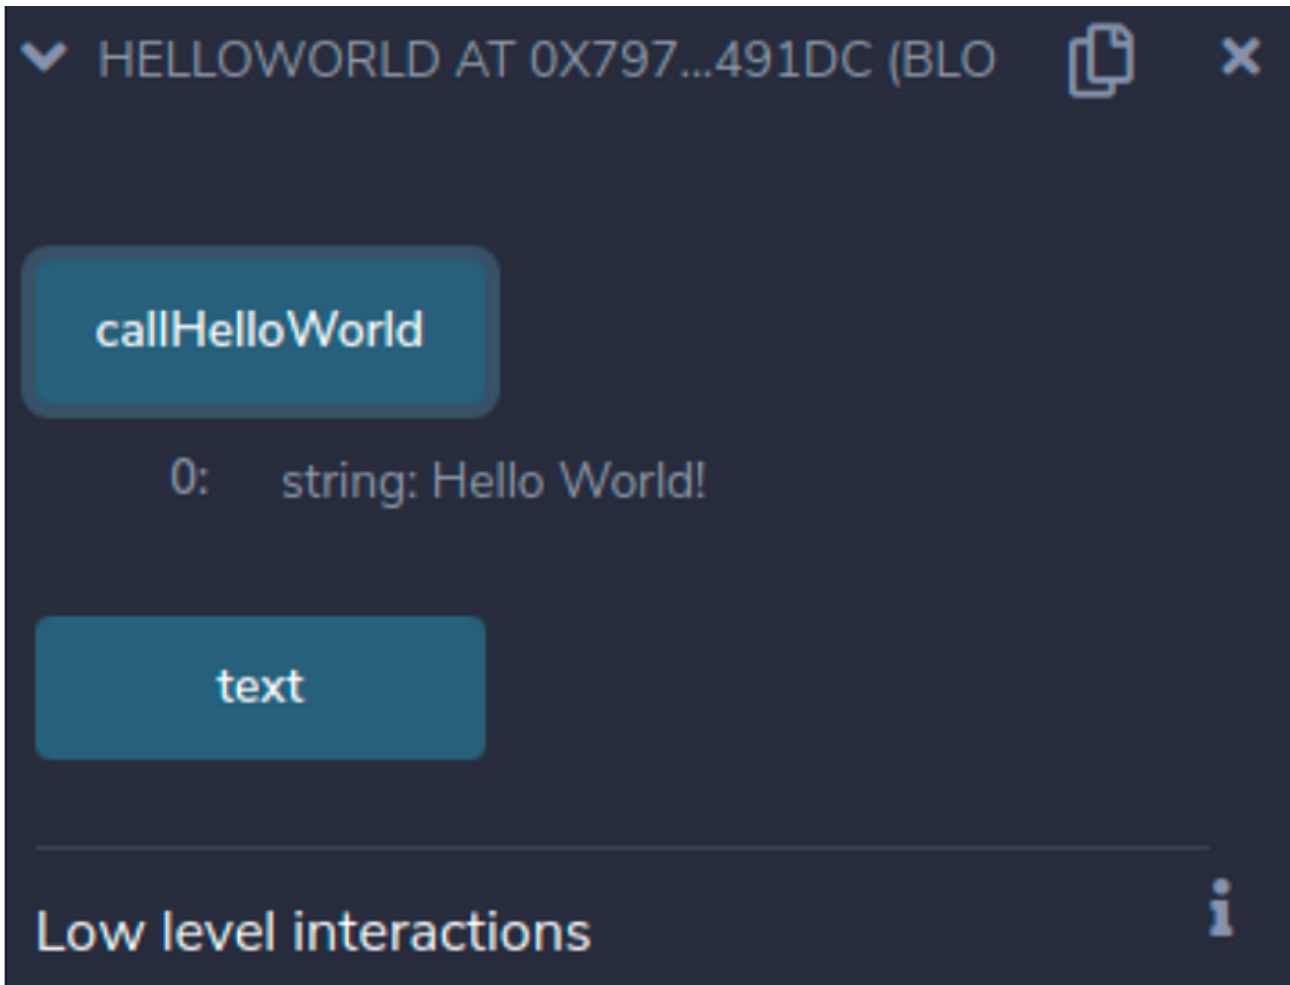 HELLOWORLD AT 0X797...491DC (BLO
callHelloWorld
0: string: Hello World!
text
Low level interactions